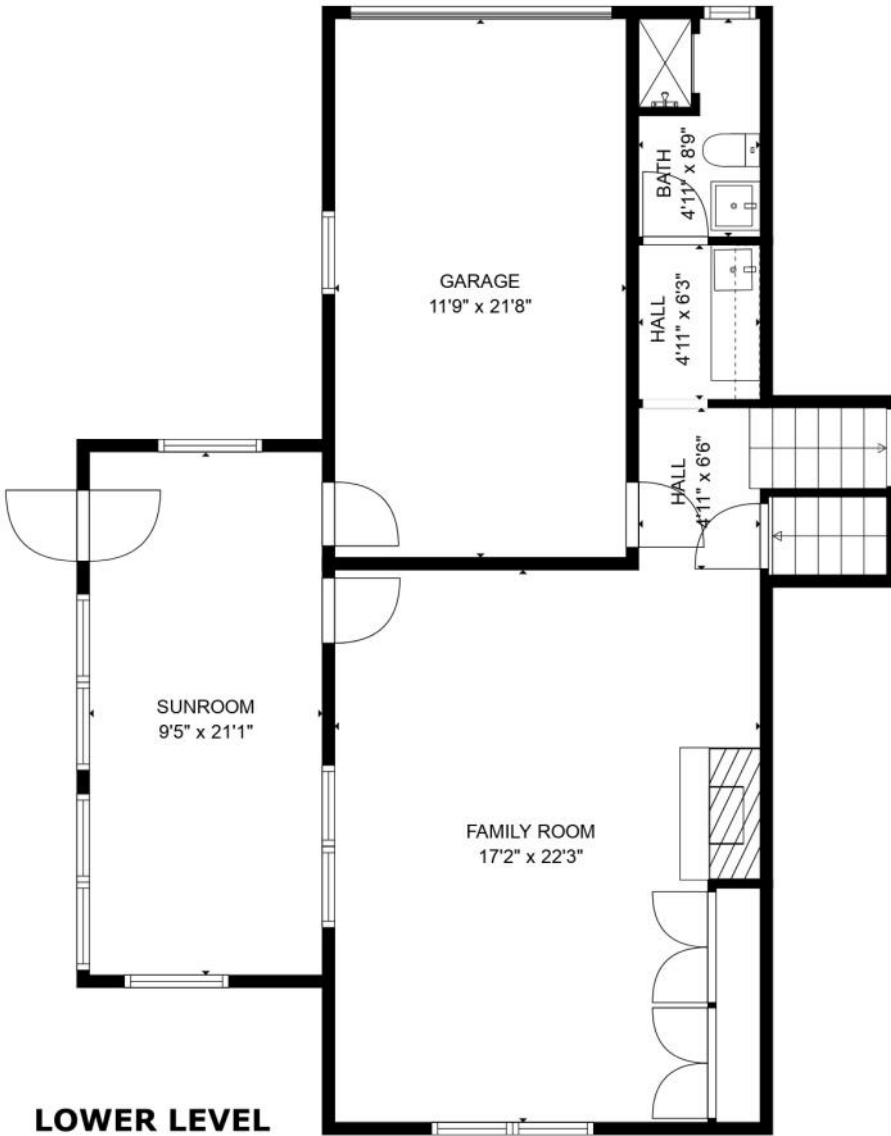 BATH
4'11" x 8'9"
GARAGE
11'9" x 21'8"
HALL
4'11" x 6'3"
HALL
4'11" x 6'6"
SUNROOM
9'5" x 21'1"
FAMILY ROOM
17'2" x 22'3"
LOWER LEVEL